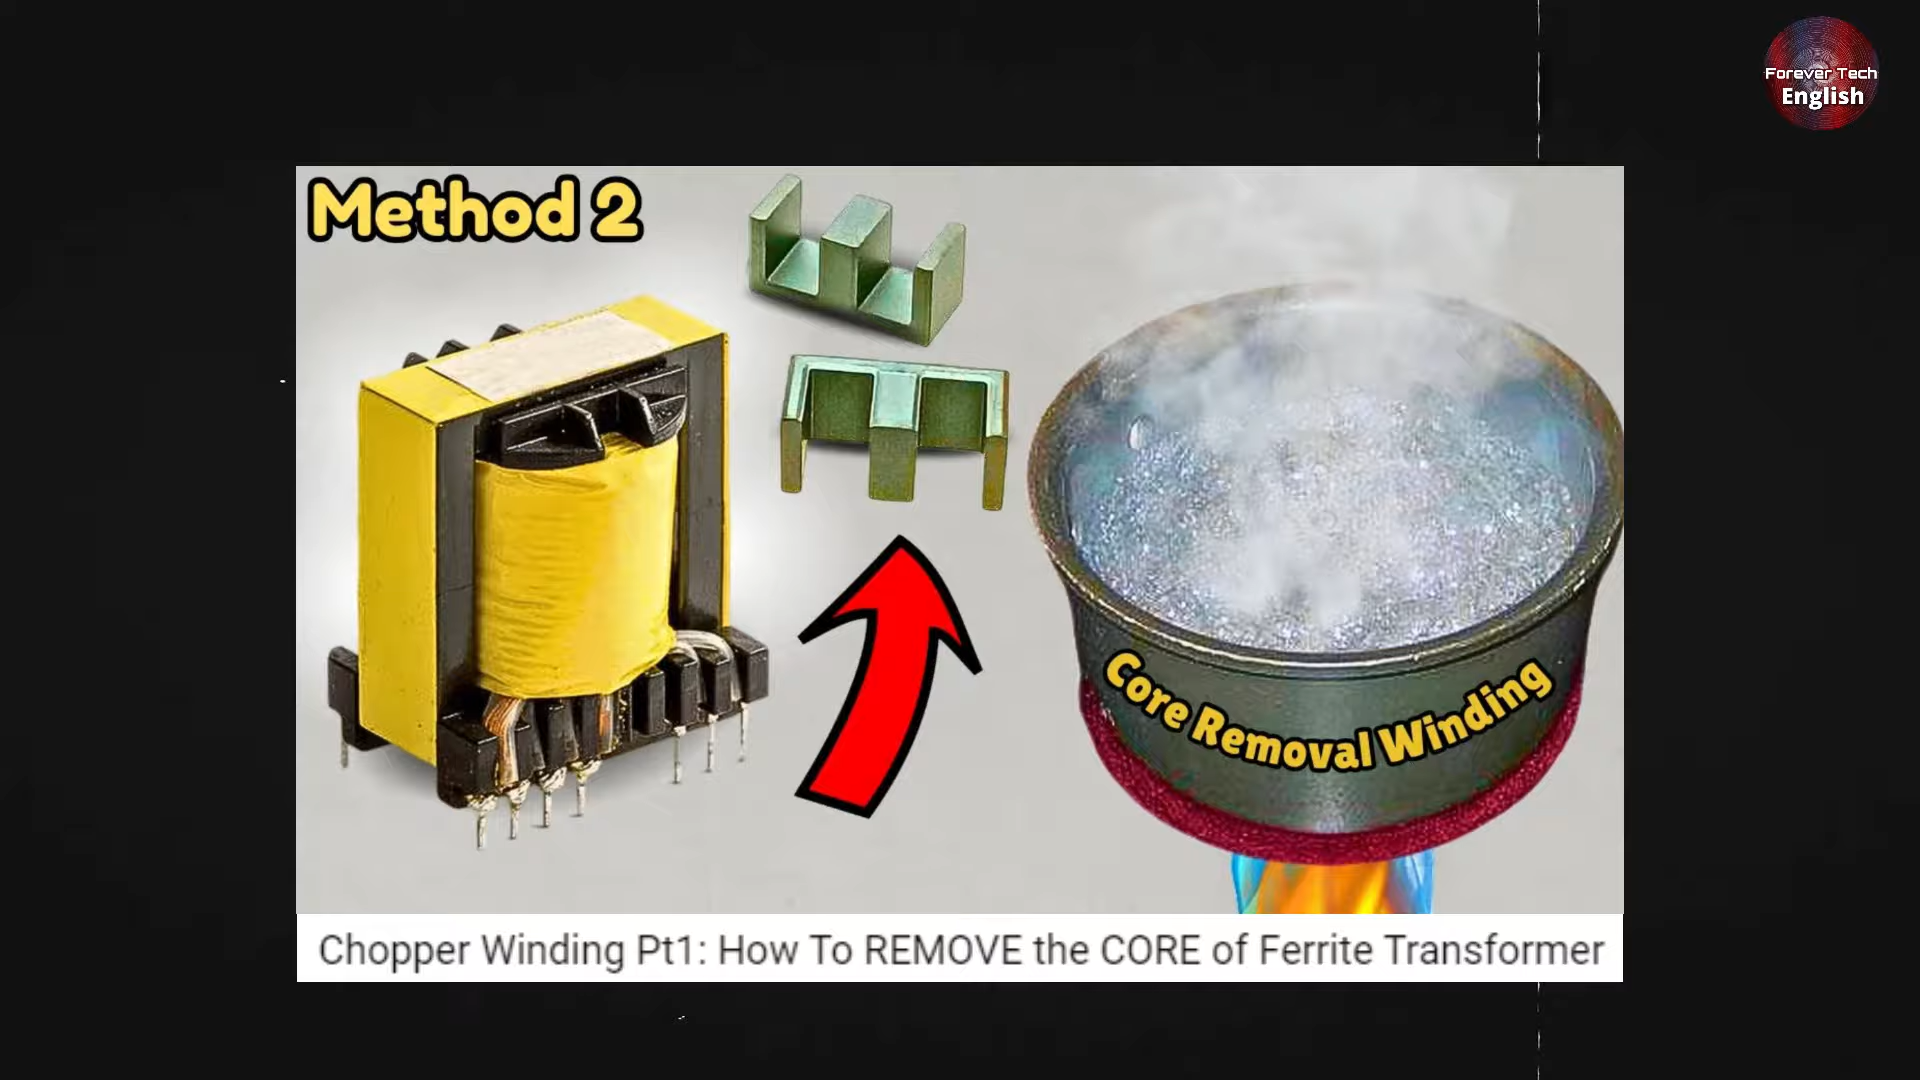 Forever Tech
English
Method 2
Core Removal Winding
Chopper Winding Pt1: How To REMOVE the CORE of Ferrite Transformer